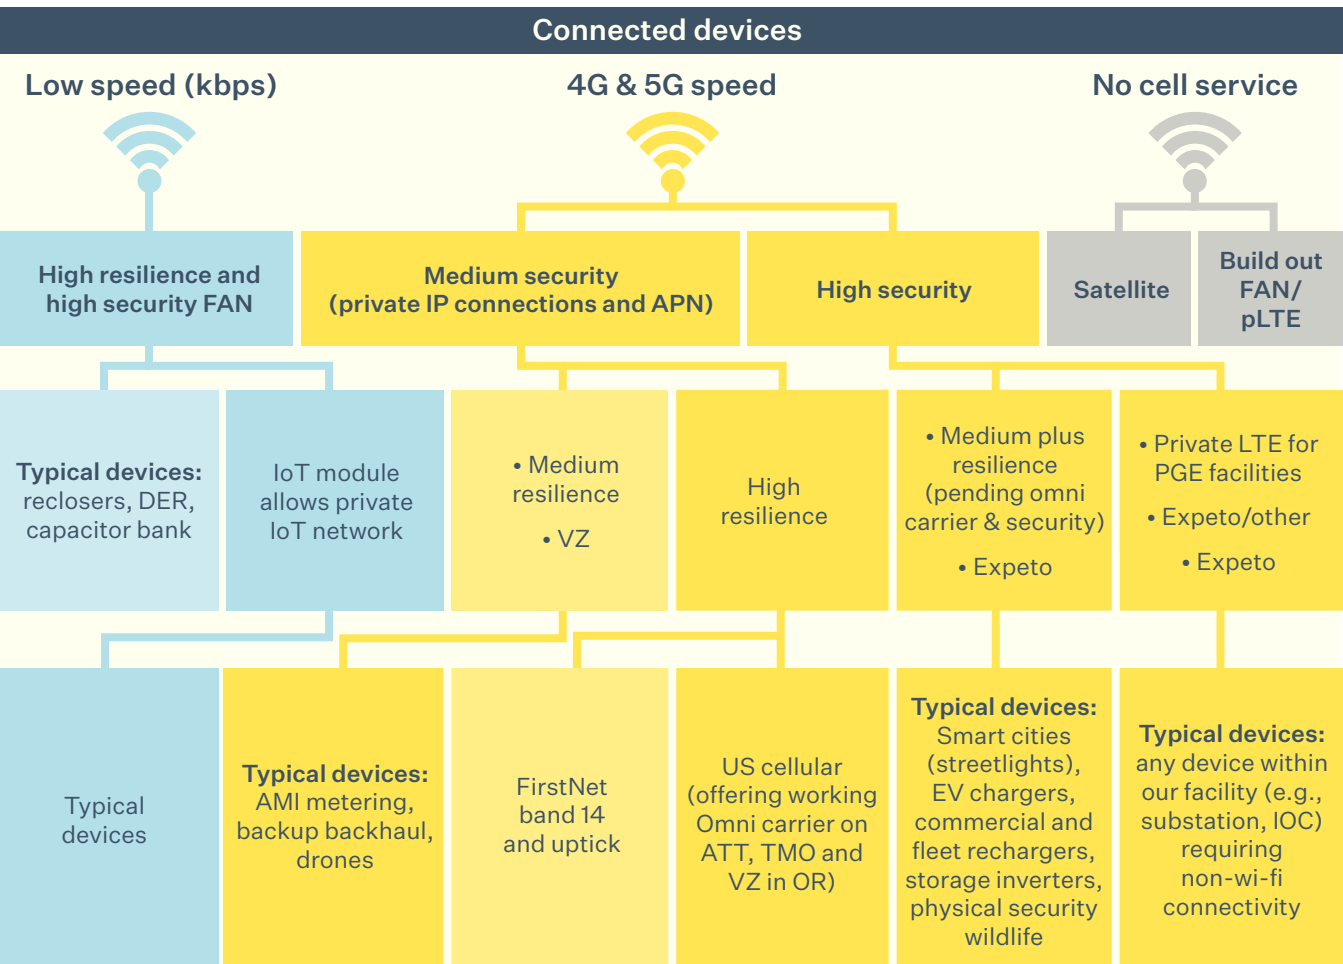 Connected devices
Low speed (kbps)
4G & 5G speed
No cell service
High resilience and
high security FAN
Medium security
(private IP connections and APN)
High security
Satellite
Build out
FAN/
pLTE
Typical devices:
reclosers, DER,
capacitor bank
IoT module
allows private
IoT network
• Medium
resilience
• VZ
High
resilience
• Medium plus
resilience
(pending omni
carrier & security)
• Expeto
• Private LTE for
PGE facilities
• Expeto/other
• Expeto
Typical
devices
Typical devices:
AMI metering,
backup backhaul,
drones
FirstNet
band 14
and uptick
US cellular
(offering working
Omni carrier on
ATT, TMO and
VZ in OR)
Typical devices:
Smart cities
(streetlights),
EV chargers,
commercial and
fleet rechargers,
storage inverters,
physical security
wildlife
Typical devices:
any device within
our facility (e.g.,
substation, IOC)
requiring
non-wi-fi
connectivity